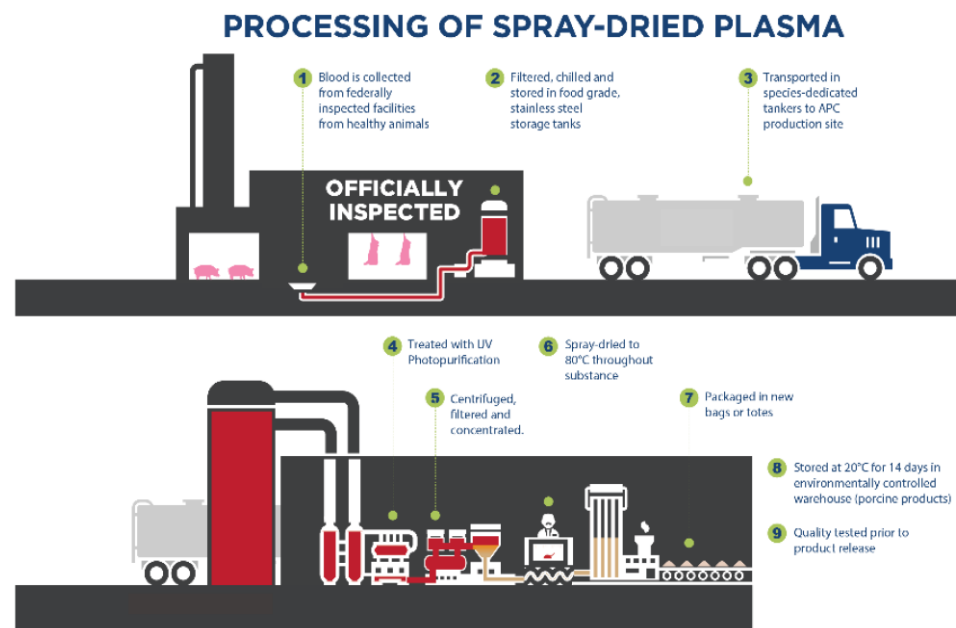 PROCESSING OF SPRAY-DRIED PLASMA
1 Blood is collected
from federally
inspected facilities
from healthy animals
2 Filtered, chilled and
stored in food grade,
stainless steel
storage tanks
3 Transported in
species-dedicated
tankers to APC
production site
OFFICIALLY
INSPECTED
4 Treated with UV
Photopurification
5 Centrifuged,
filtered and
concentrated.
6 Spray-dried to
80°C throughout
substance
7 Packaged in new
bags or totes
8 Stored at 20°C for 14 days in
environmentally controlled
warehouse (porcine products)
9 Quality tested prior to
product release